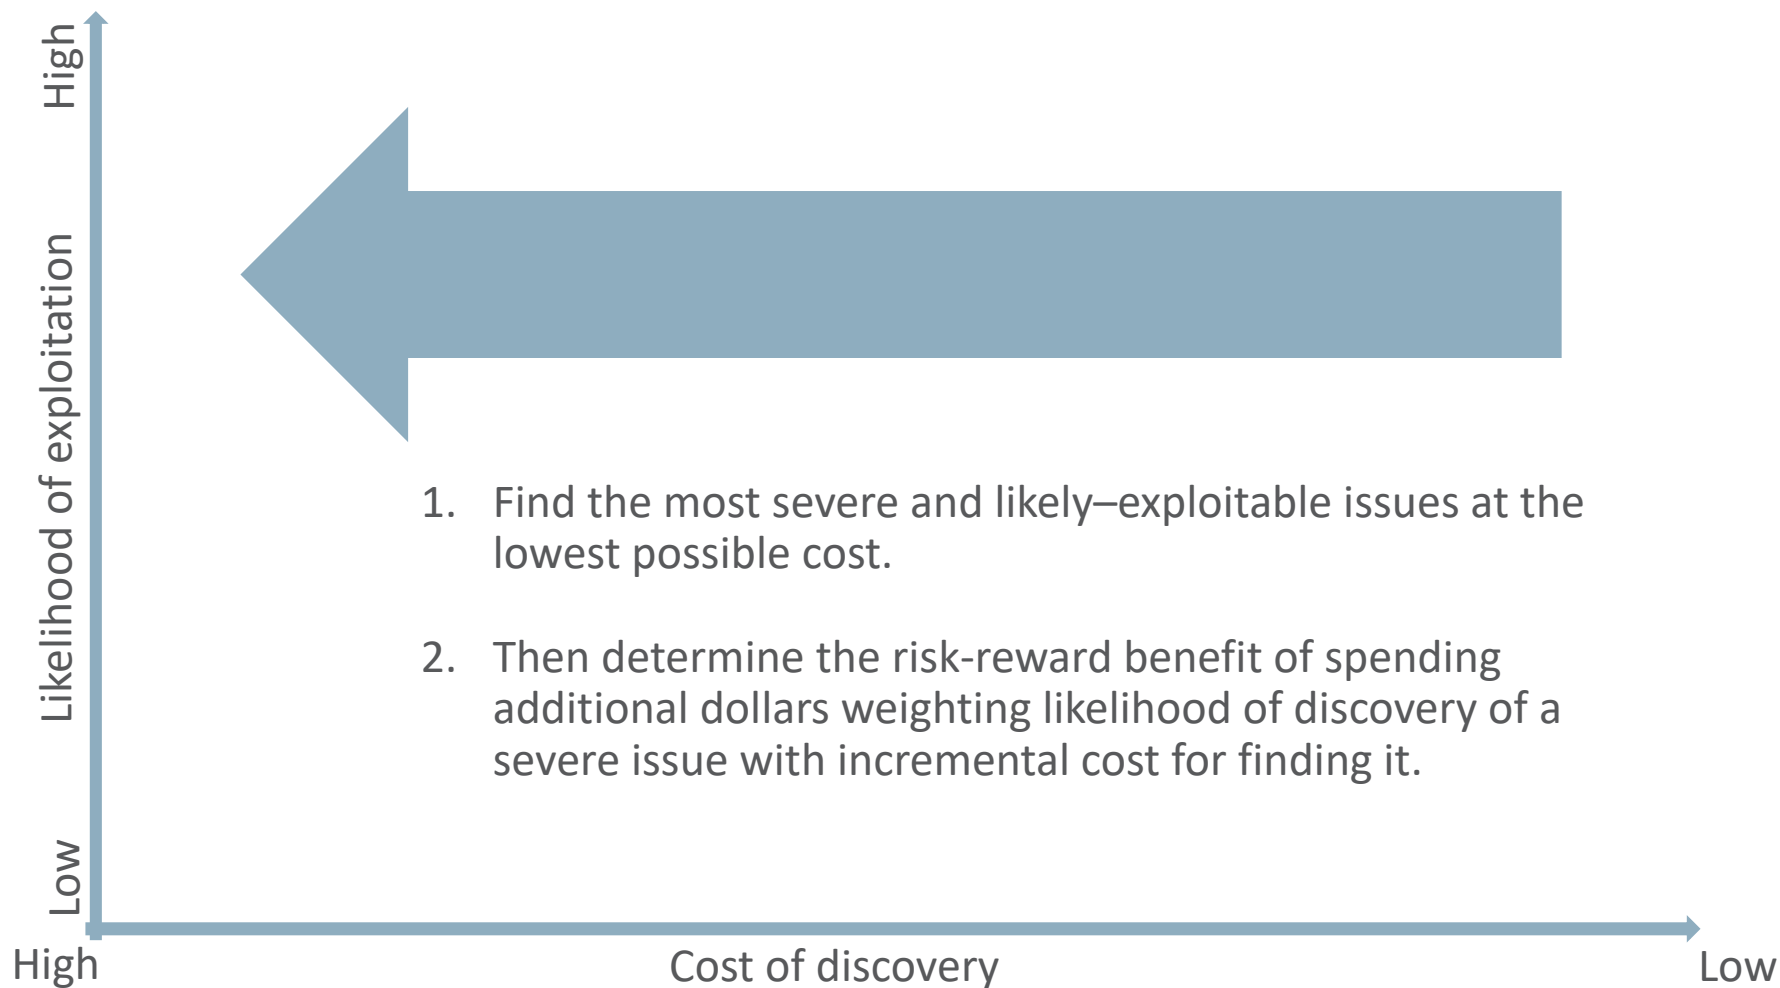 High
Likelihood of exploitation
Low
1. Find the most severe and likely–exploitable issues at the
lowest possible cost.
2. Then determine the risk-reward benefit of spending
additional dollars weighting likelihood of discovery of a
severe issue with incremental cost for finding it.
High
Cost of discovery
Low